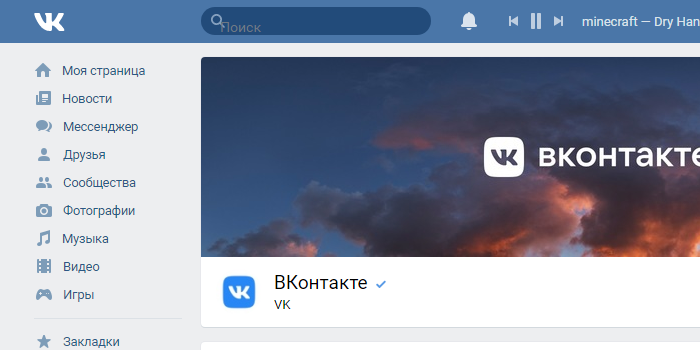 Поиск
minecraft — Dry Han
Моя страница
Новости
Мессенджер
Друзья
Сообщества
Фотографии
Музыка
Видео
Игры
Закладки
вконтакте
ВКонтакте
VK